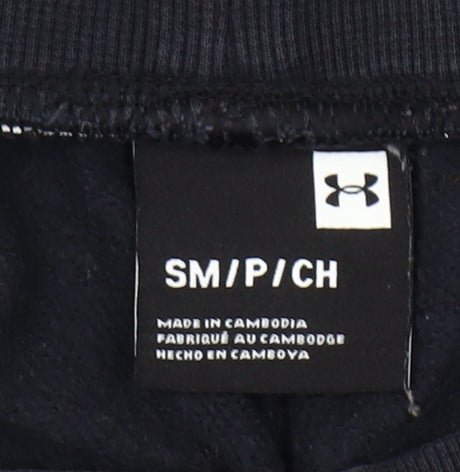 SM/P/CH
MADE IN CAMBODIA
FABRIQUÉ AU CAMBODGE
HECHO EN CAMBOYA